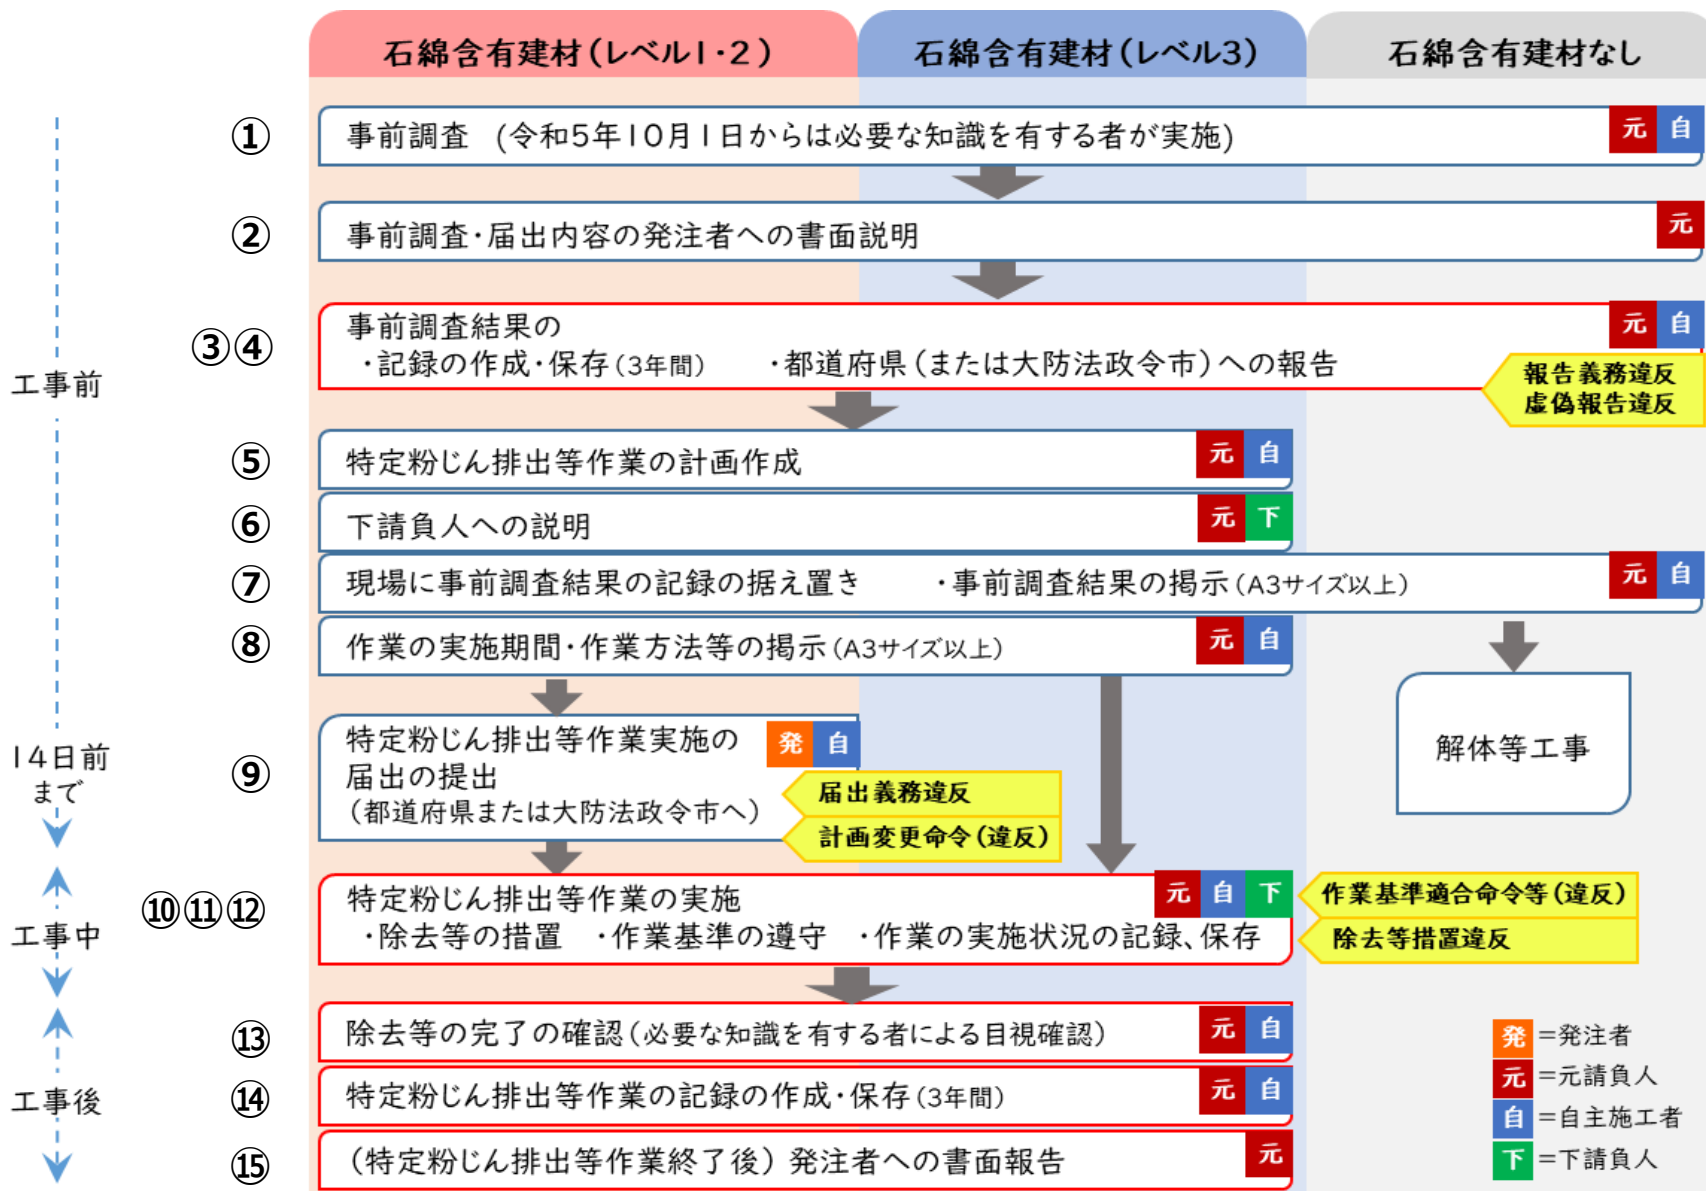 石綿含有建材(レベル1・2)
石綿含有建材(レベル3)
石綿含有建材なし
工事前
① 事前調査 (令和5年10月1日からは必要な知識を有する者が実施) 元 自
② 事前調査・届出内容の発注者への書面説明 元
③④ 事前調査結果の 元 自
・記録の作成・保存(3年間) ・都道府県(または大防法政令市)への報告
報告義務違反
虚偽報告違反
⑤ 特定粉じん排出等作業の計画作成 元 自
⑥ 下請負人への説明 元 下
⑦ 現場に事前調査結果の記録の据え置き ・事前調査結果の掲示(A3サイズ以上) 元 自
⑧ 作業の実施期間・作業方法等の掲示(A3サイズ以上) 元 自
14日前
まで
⑨ 特定粉じん排出等作業実施の 発 自
届出の提出
(都道府県または大防法政令市へ)
届出義務違反
計画変更命令(違反)
解体等工事
工事中
⑩⑪⑫ 特定粉じん排出等作業の実施 元 自 下
・除去等の措置 ・作業基準の遵守 ・作業の実施状況の記録、保存
作業基準適合命令等(違反)
除去等措置違反
工事後
⑬ 除去等の完了の確認(必要な知識を有する者による目視確認) 元 自
⑭ 特定粉じん排出等作業の記録の作成・保存(3年間) 元 自
⑮ (特定粉じん排出等作業終了後)発注者への書面報告 元
発=発注者
元=元請負人
自=自主施工者
下=下請負人